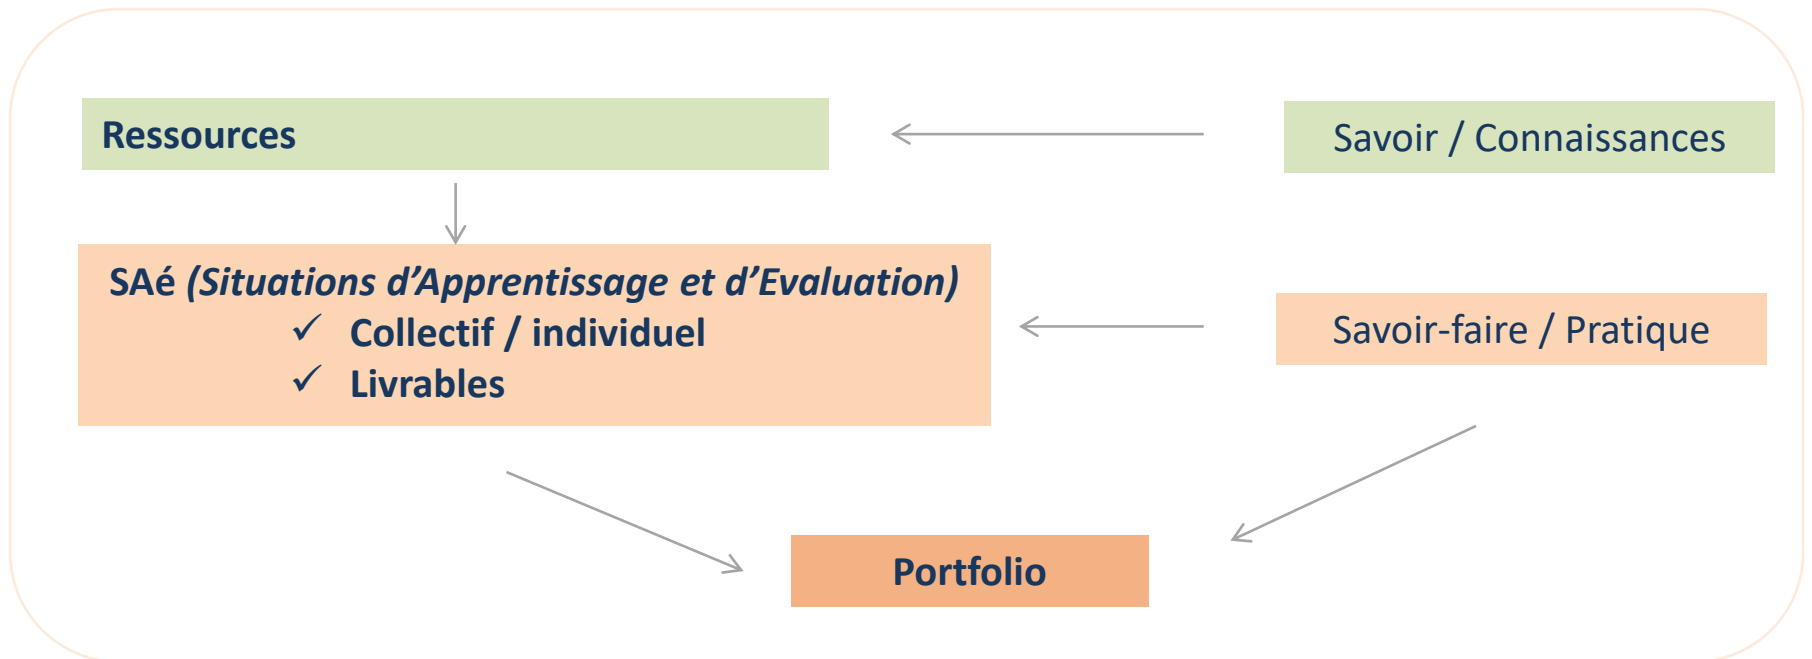 Ressources
Savoir / Connaissances
SAé (Situations d’Apprentissage et d’Evaluation)
✓ Collectif / individuel
✓ Livrables
Savoir-faire / Pratique
Portfolio